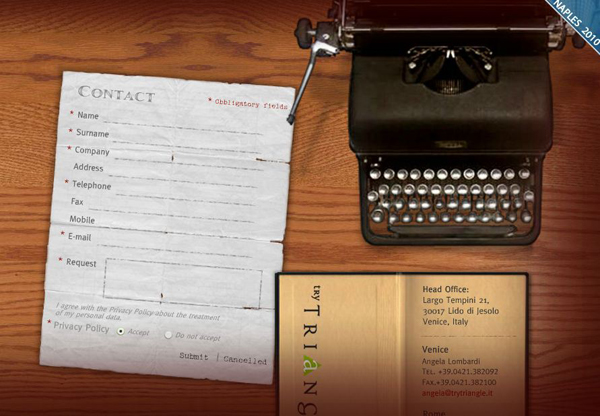 NAPLES 2010
CONTACT
* Obbligatory fields
* Name
* Surname
* Company
Address
* Telephone
Fax
Mobile
* E-mail
* Request
I agree with the Privacy Policy about the treatment
of my personal data.
* Privacy Policy Accept Do not accept
Submit | Cancelled
TRY TRIANG
Head Office:
Largo Tempini 21,
30017 Lido di Jesolo
Venice, Italy
Venice
Angela Lombardi
TEL. +39.0421.382092
FAX.+39.0421.382100
angela@trytriangle.it
Rome